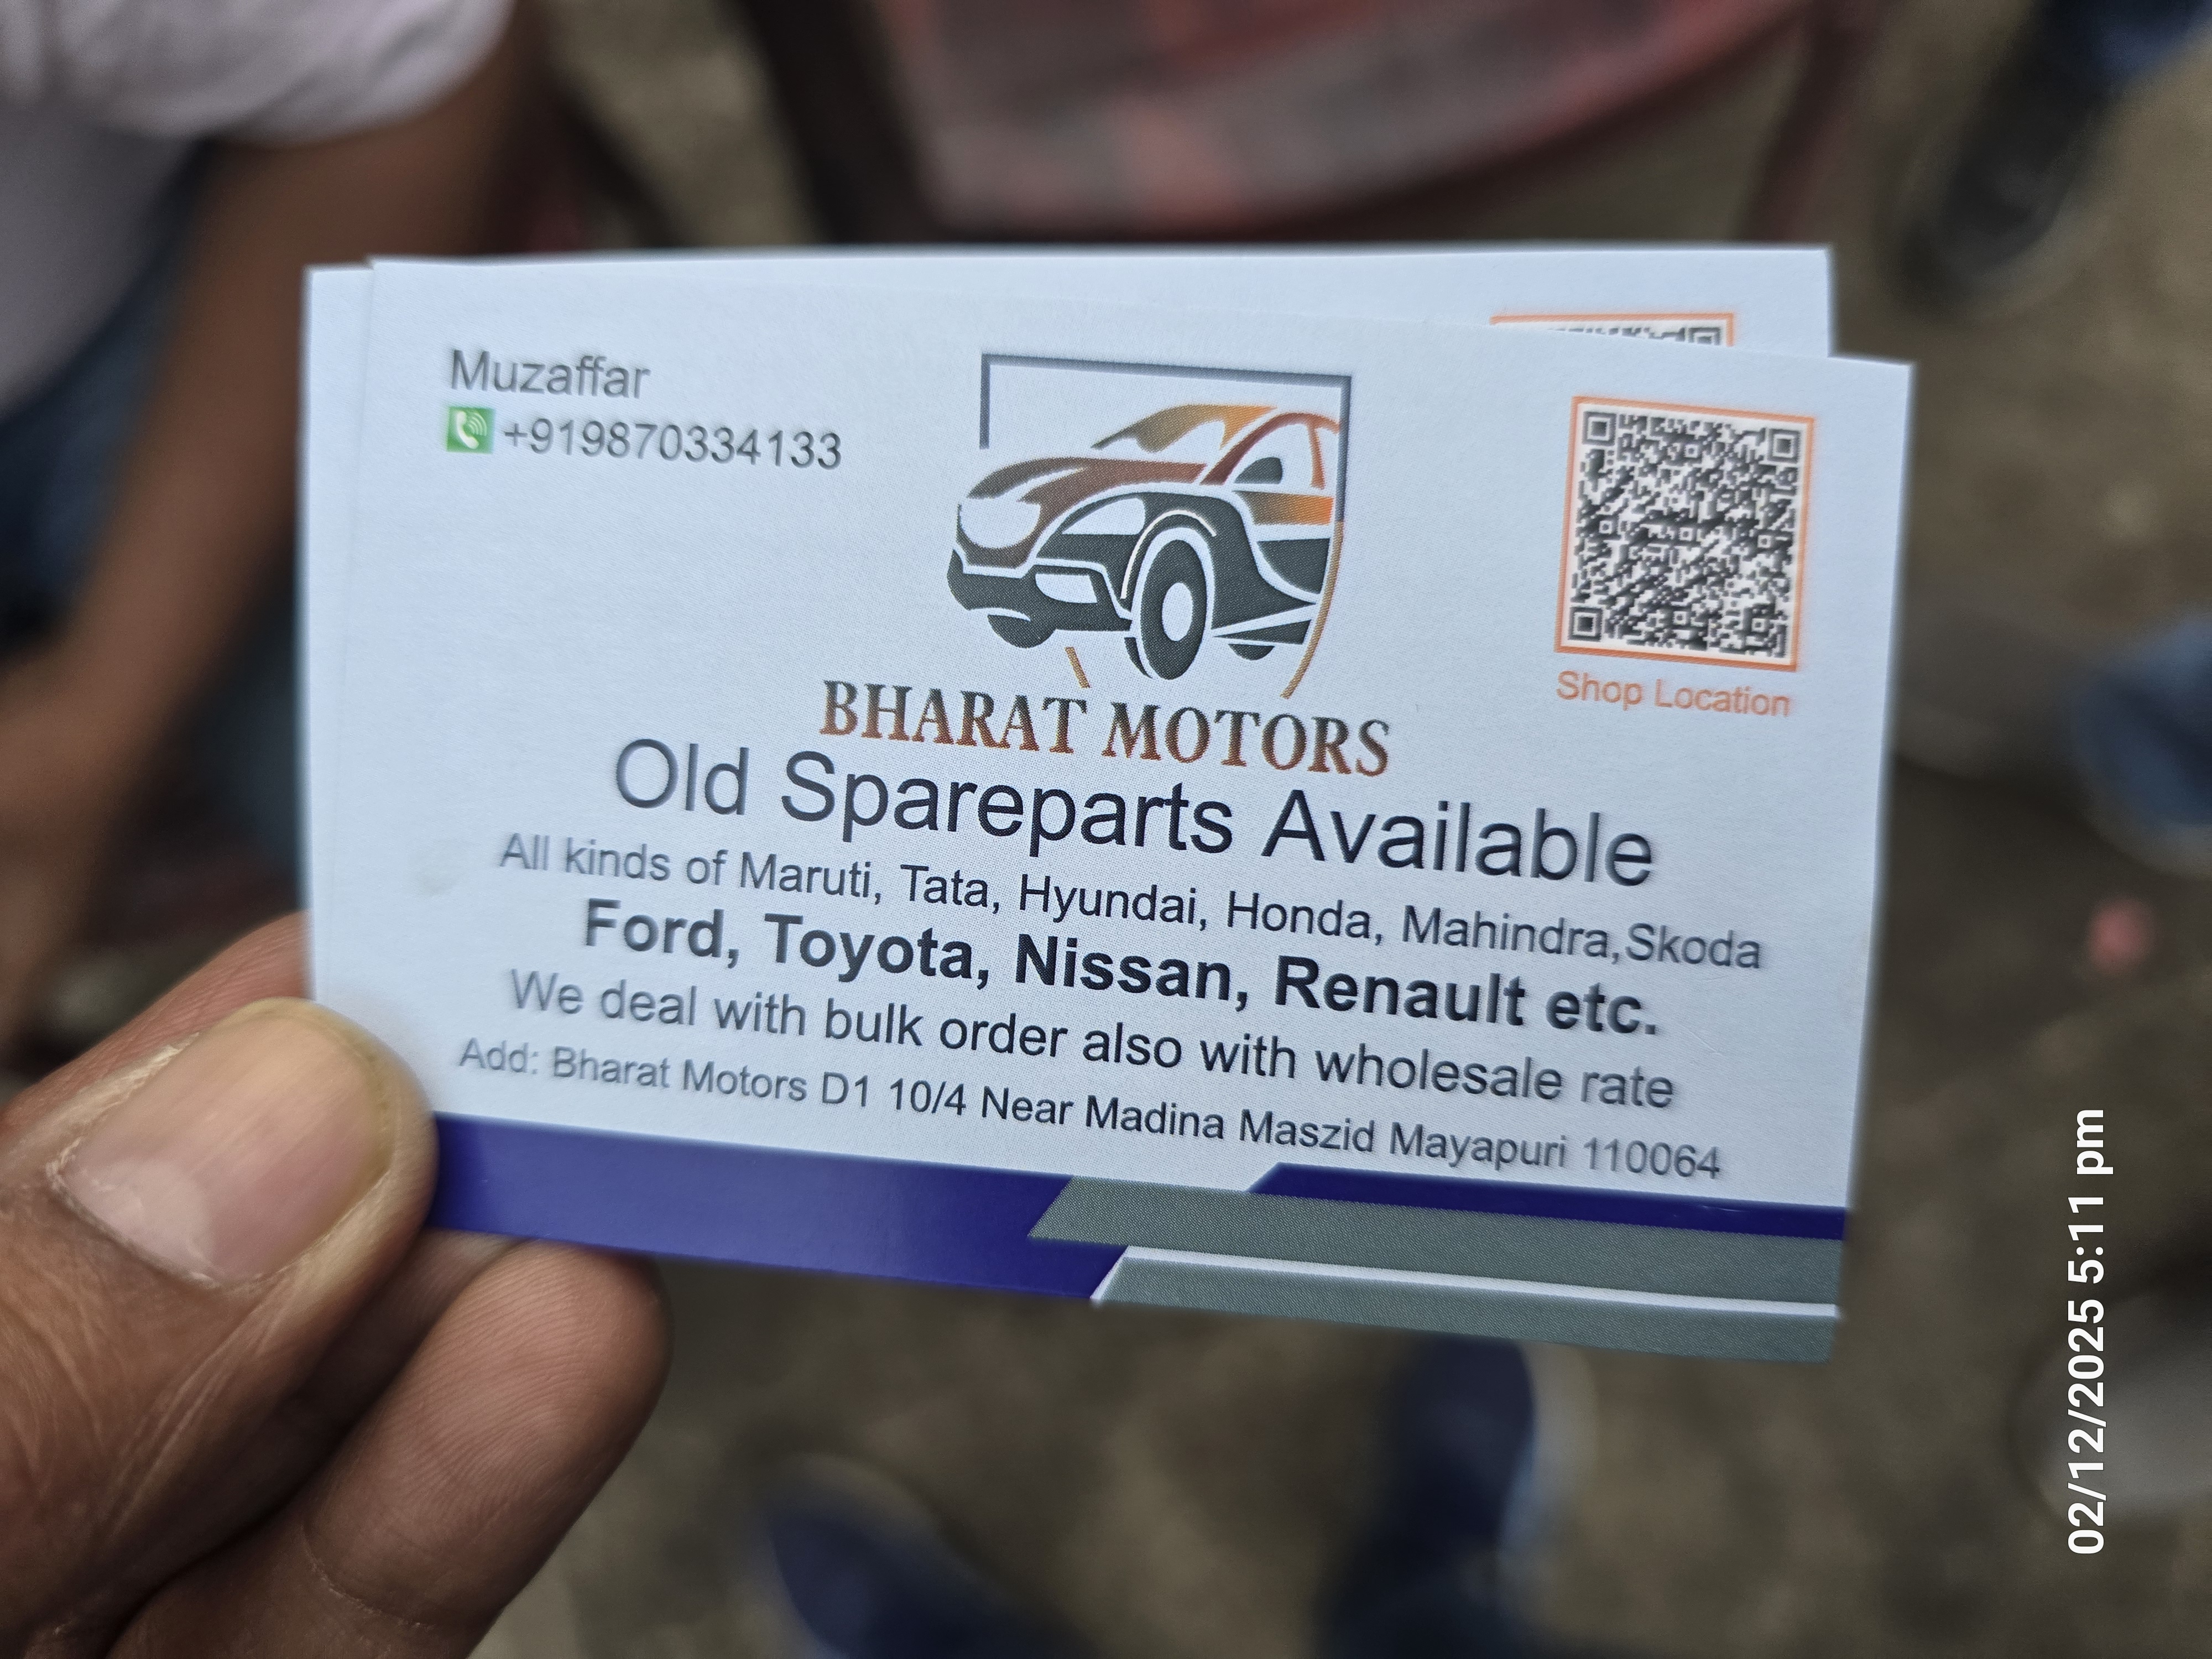 Muzaffar
+919870334133
BHARAT MOTORS
Shop Location
Old Spareparts Available
All kinds of Maruti, Tata, Hyundai, Honda, Mahindra,Skoda
Ford, Toyota, Nissan, Renault etc.
We deal with bulk order also with wholesale rate
Add: Bharat Motors D1 10/4 Near Madina Maszid Mayapuri 110064
02/12/2025 5:11 pm